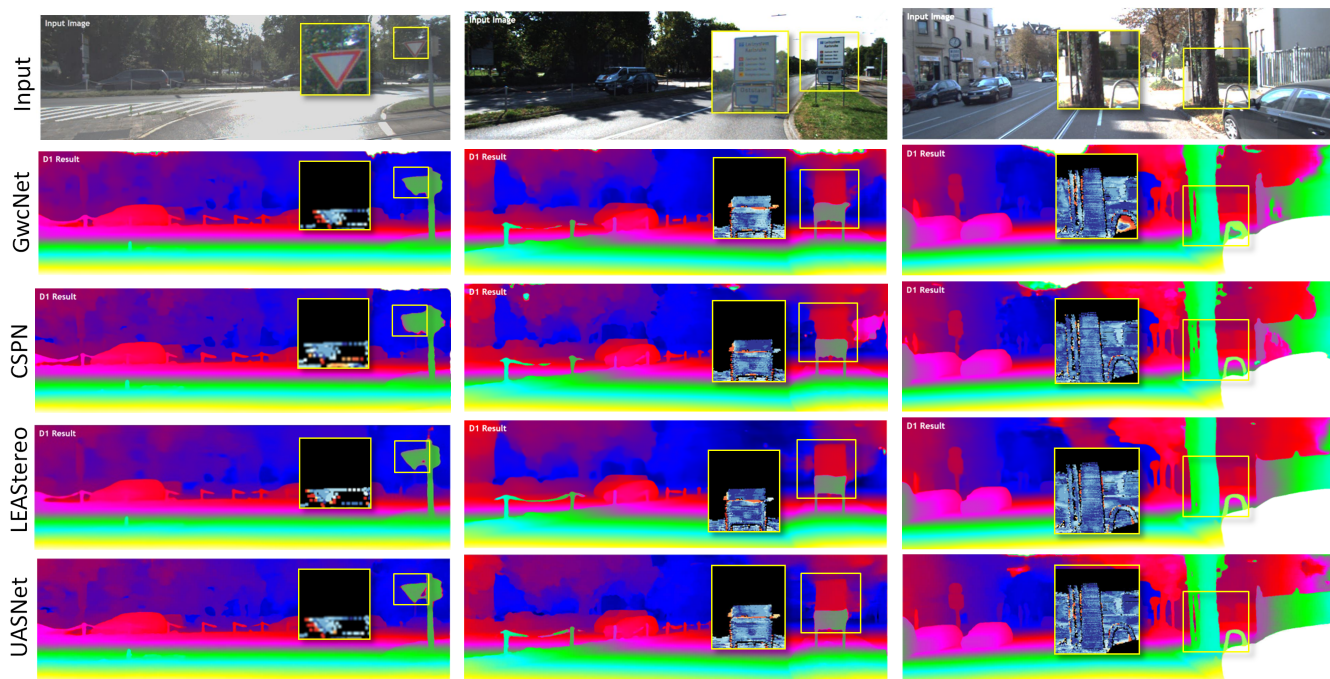 Input
Input Image
Input Image
Input Image
GwcNet
D1 Result
D1 Result
D1 Result
CSPN
D1 Result
D1 Result
D1 Result
LEAStereo
D1 Result
D1 Result
D1 Result
UASNet
D1 Result
D1 Result
D1 Result